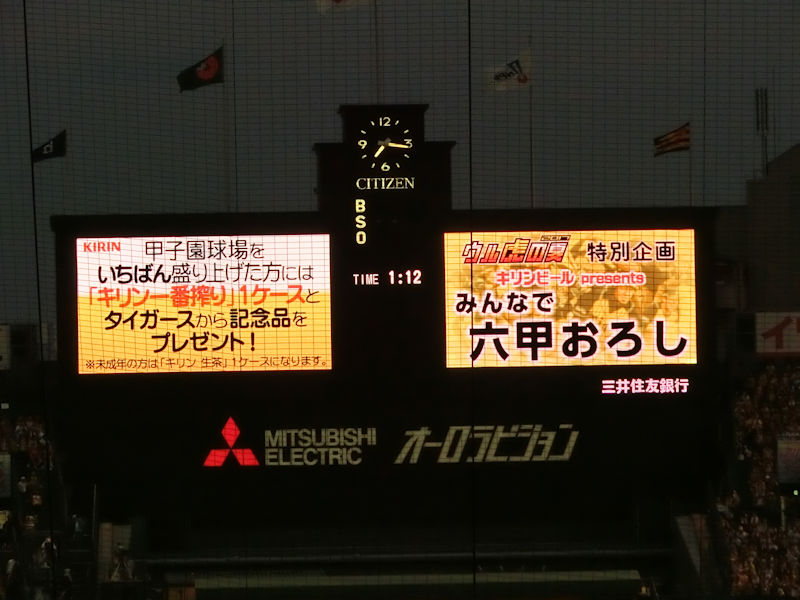 12
9 3
6
CITIZEN
B
S
O
TIME 1:12
KIRIN 甲子園球場を
いちばん盛り上げた方には
「キリン一番搾り」1ケースと
タイガースから記念品を
プレゼント!
※未成年の方は「キリン 生茶」1ケースになります。
ウル虎の夏 特別企画
キリンビール presents
みんなで
六甲おろし
三井住友銀行
MITSUBISHI
ELECTRIC
オーロラビジョン